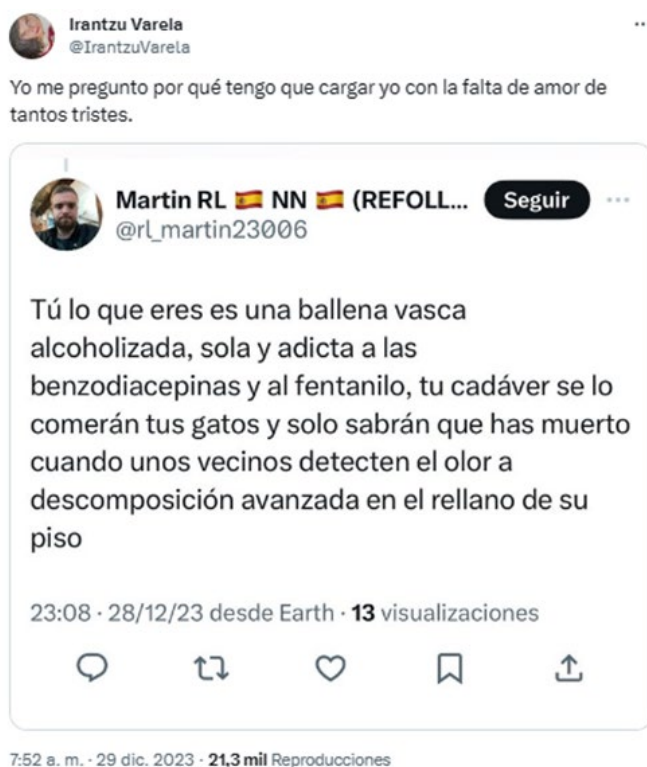 Irantzu Varela
@IrantzuVarela
Yo me pregunto por qué tengo que cargar yo con la falta de amor de
tantos tristes.
Martin RL 🇪🇸 NN 🇪🇸 (REFOLL... Seguir
@rl_martin23006
Tú lo que eres es una ballena vasca
alcoholizada, sola y adicta a las
benzodiacepinas y al fentanilo, tu cadáver se lo
comerán tus gatos y solo sabrán que has muerto
cuando unos vecinos detecten el olor a
descomposición avanzada en el rellano de su
piso
23:08 · 28/12/23 desde Earth · 13 visualizaciones
7:52 a. m. · 29 dic. 2023 · 21,3 mil Reproducciones